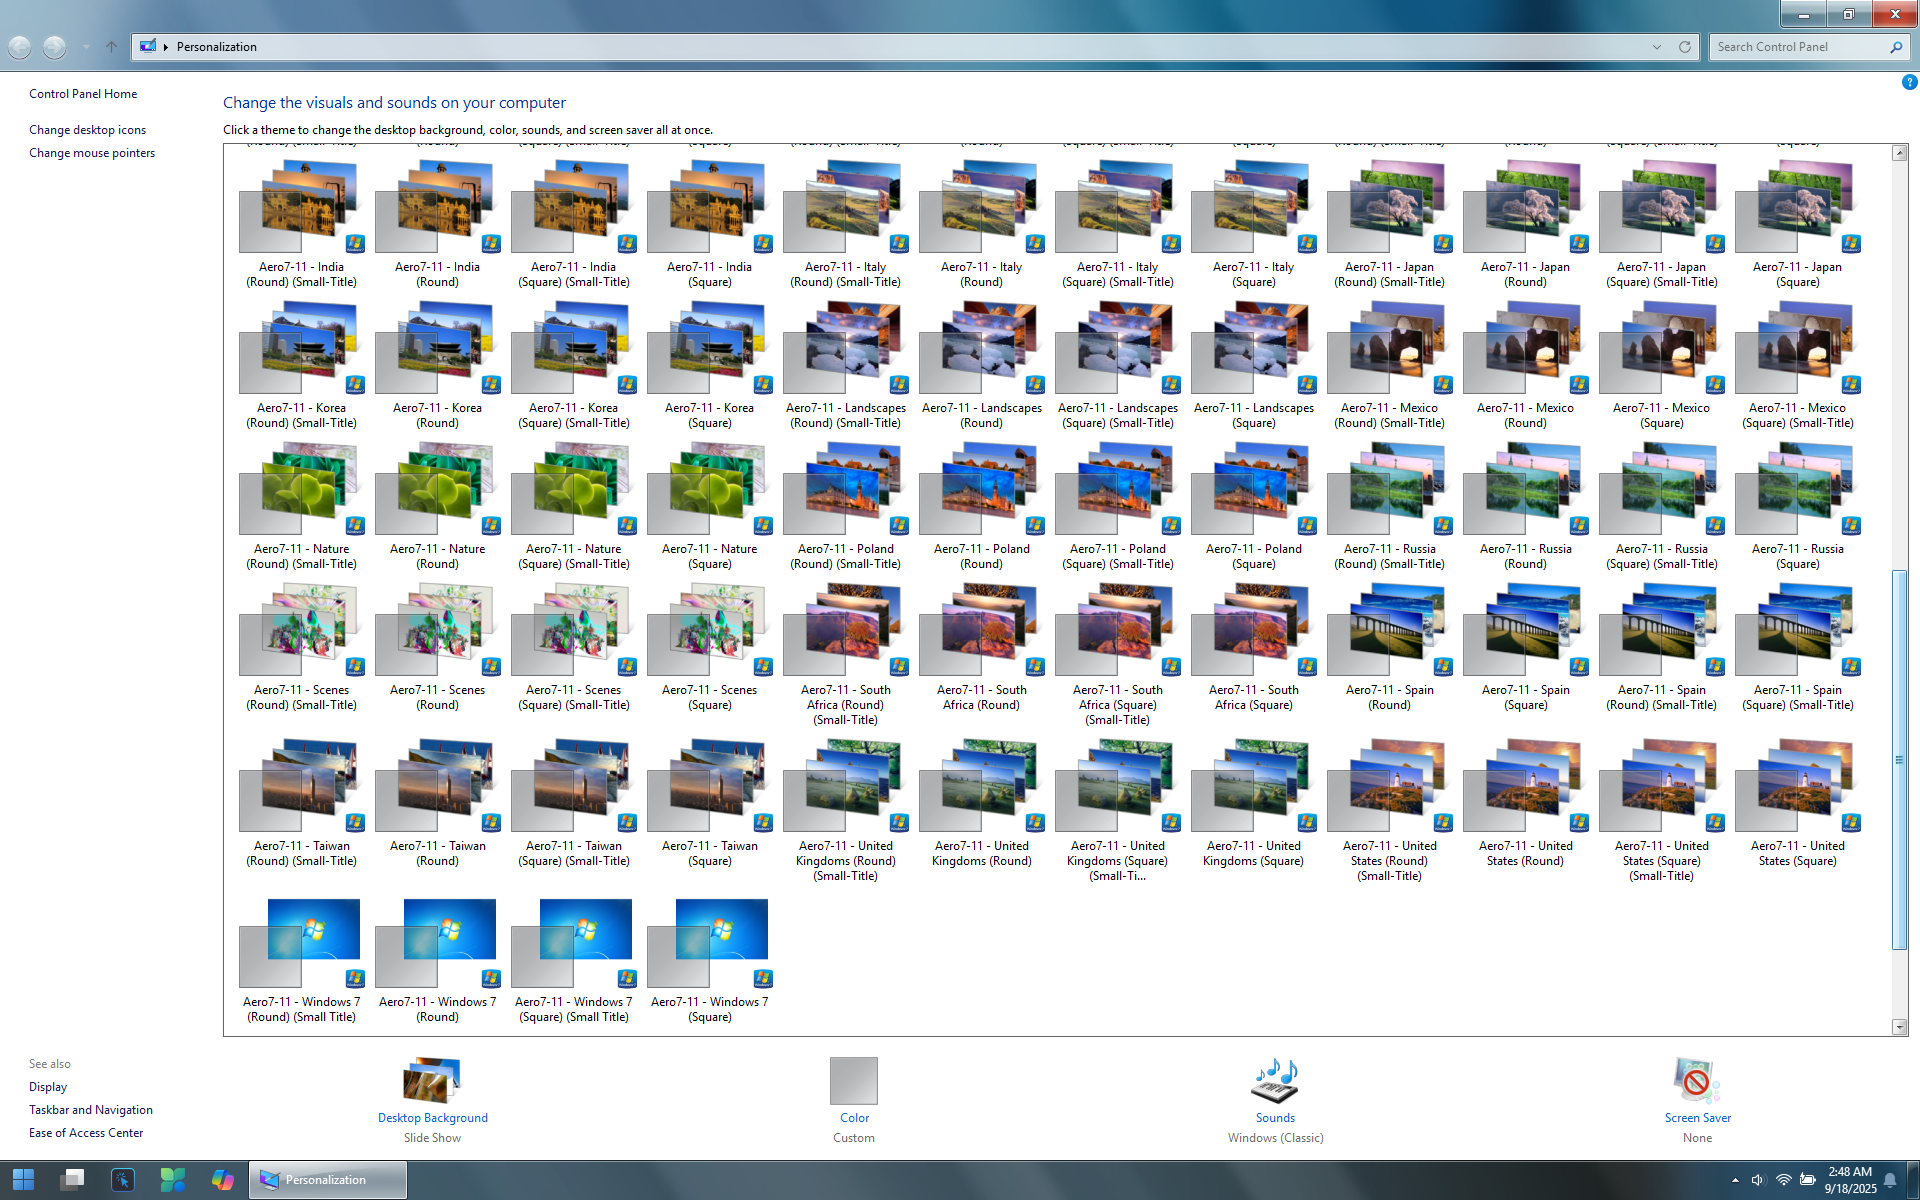 Personalization
Search Control Panel
Control Panel Home
Change desktop icons
Change mouse pointers
Change the visuals and sounds on your computer
Click a theme to change the desktop background, color, sounds, and screen saver all at once.
Aero7-11 - India (Round) (Small-Title)
Aero7-11 - India (Round)
Aero7-11 - India (Square) (Small-Title)
Aero7-11 - India (Square)
Aero7-11 - Italy (Round) (Small-Title)
Aero7-11 - Italy (Round)
Aero7-11 - Italy (Square) (Small-Title)
Aero7-11 - Italy (Square)
Aero7-11 - Japan (Round) (Small-Title)
Aero7-11 - Japan (Round)
Aero7-11 - Japan (Square) (Small-Title)
Aero7-11 - Japan (Square)
Aero7-11 - Korea (Round) (Small-Title)
Aero7-11 - Korea (Round)
Aero7-11 - Korea (Square) (Small-Title)
Aero7-11 - Korea (Square)
Aero7-11 - Landscapes (Round) (Small-Title)
Aero7-11 - Landscapes (Round)
Aero7-11 - Landscapes (Square) (Small-Title)
Aero7-11 - Landscapes (Square)
Aero7-11 - Mexico (Round) (Small-Title)
Aero7-11 - Mexico (Round)
Aero7-11 - Mexico (Square)
Aero7-11 - Mexico (Square) (Small-Title)
Aero7-11 - Nature (Round) (Small-Title)
Aero7-11 - Nature (Round)
Aero7-11 - Nature (Square) (Small-Title)
Aero7-11 - Nature (Square)
Aero7-11 - Poland (Round) (Small-Title)
Aero7-11 - Poland (Round)
Aero7-11 - Poland (Square) (Small-Title)
Aero7-11 - Poland (Square)
Aero7-11 - Russia (Round) (Small-Title)
Aero7-11 - Russia (Round)
Aero7-11 - Russia (Square) (Small-Title)
Aero7-11 - Russia (Square)
Aero7-11 - Scenes (Round) (Small-Title)
Aero7-11 - Scenes (Round)
Aero7-11 - Scenes (Square) (Small-Title)
Aero7-11 - Scenes (Square)
Aero7-11 - South Africa (Round) (Small-Title)
Aero7-11 - South Africa (Round)
Aero7-11 - South Africa (Square) (Small-Title)
Aero7-11 - South Africa (Square)
Aero7-11 - Spain (Round)
Aero7-11 - Spain (Square)
Aero7-11 - Spain (Round) (Small-Title)
Aero7-11 - Spain (Square) (Small-Title)
Aero7-11 - Taiwan (Round) (Small-Title)
Aero7-11 - Taiwan (Round)
Aero7-11 - Taiwan (Square) (Small-Title)
Aero7-11 - Taiwan (Square)
Aero7-11 - United Kingdoms (Round) (Small-Title)
Aero7-11 - United Kingdoms (Round)
Aero7-11 - United Kingdoms (Square) (Small-Ti...
Aero7-11 - United Kingdoms (Square)
Aero7-11 - United States (Round) (Small-Title)
Aero7-11 - United States (Round)
Aero7-11 - United States (Square) (Small-Title)
Aero7-11 - United States (Square)
Aero7-11 - Windows 7 (Round) (Small Title)
Aero7-11 - Windows 7 (Round)
Aero7-11 - Windows 7 (Square) (Small Title)
Aero7-11 - Windows 7 (Square)
See also
Display
Taskbar and Navigation
Ease of Access Center
Desktop Background
Slide Show
Color
Custom
Sounds
Windows (Classic)
Screen Saver
None
Personalization
2:48 AM
9/18/2025